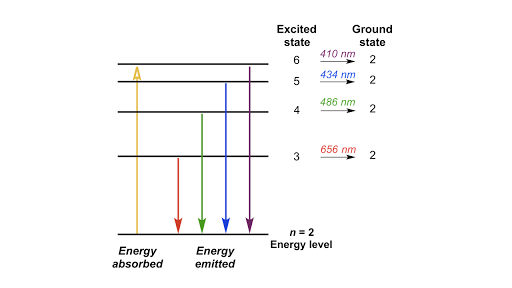 Excited state
Ground state
6 410 nm 2
5 434 nm 2
4 486 nm 2
3 656 nm 2
n = 2
Energy level
Energy absorbed
Energy emitted